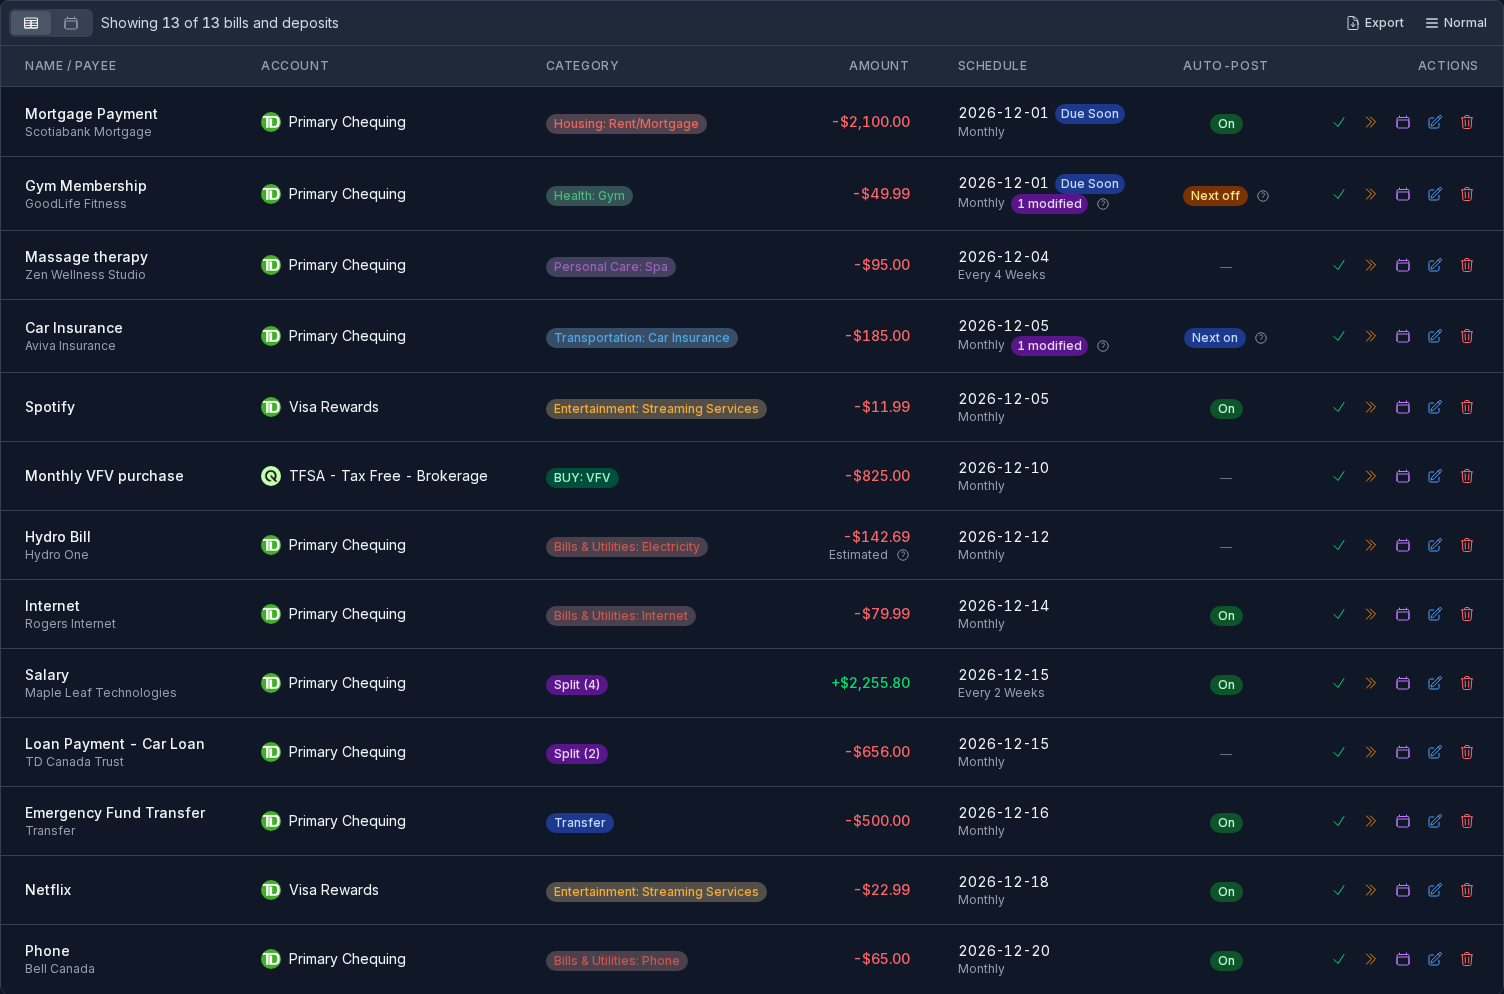 Showing 13 of 13 bills and deposits
Export
Normal
NAME / PAYEE ACCOUNT CATEGORY AMOUNT SCHEDULE AUTO-POST ACTIONS
Mortgage Payment
Scotiabank Mortgage
TD Primary Chequing
Housing: Rent/Mortgage
-$2,100.00
2026-12-01 Due Soon
Monthly
On
Gym Membership
GoodLife Fitness
TD Primary Chequing
Health: Gym
-$49.99
2026-12-01 Due Soon
Monthly 1 modified
Next off
Massage therapy
Zen Wellness Studio
TD Primary Chequing
Personal Care: Spa
-$95.00
2026-12-04
Every 4 Weeks
—
Car Insurance
Aviva Insurance
TD Primary Chequing
Transportation: Car Insurance
-$185.00
2026-12-05
Monthly 1 modified
Next on
Spotify
TD Visa Rewards
Entertainment: Streaming Services
-$11.99
2026-12-05
Monthly
On
Monthly VFV purchase
TFSA - Tax Free - Brokerage
BUY: VFV
-$825.00
2026-12-10
Monthly
—
Hydro Bill
Hydro One
TD Primary Chequing
Bills & Utilities: Electricity
-$142.69
Estimated
2026-12-12
Monthly
—
Internet
Rogers Internet
TD Primary Chequing
Bills & Utilities: Internet
-$79.99
2026-12-14
Monthly
On
Salary
Maple Leaf Technologies
TD Primary Chequing
Split (4)
+$2,255.80
2026-12-15
Every 2 Weeks
On
Loan Payment - Car Loan
TD Canada Trust
TD Primary Chequing
Split (2)
-$656.00
2026-12-15
Monthly
—
Emergency Fund Transfer
Transfer
TD Primary Chequing
Transfer
-$500.00
2026-12-16
Monthly
On
Netflix
TD Visa Rewards
Entertainment: Streaming Services
-$22.99
2026-12-18
Monthly
On
Phone
Bell Canada
TD Primary Chequing
Bills & Utilities: Phone
-$65.00
2026-12-20
Monthly
On